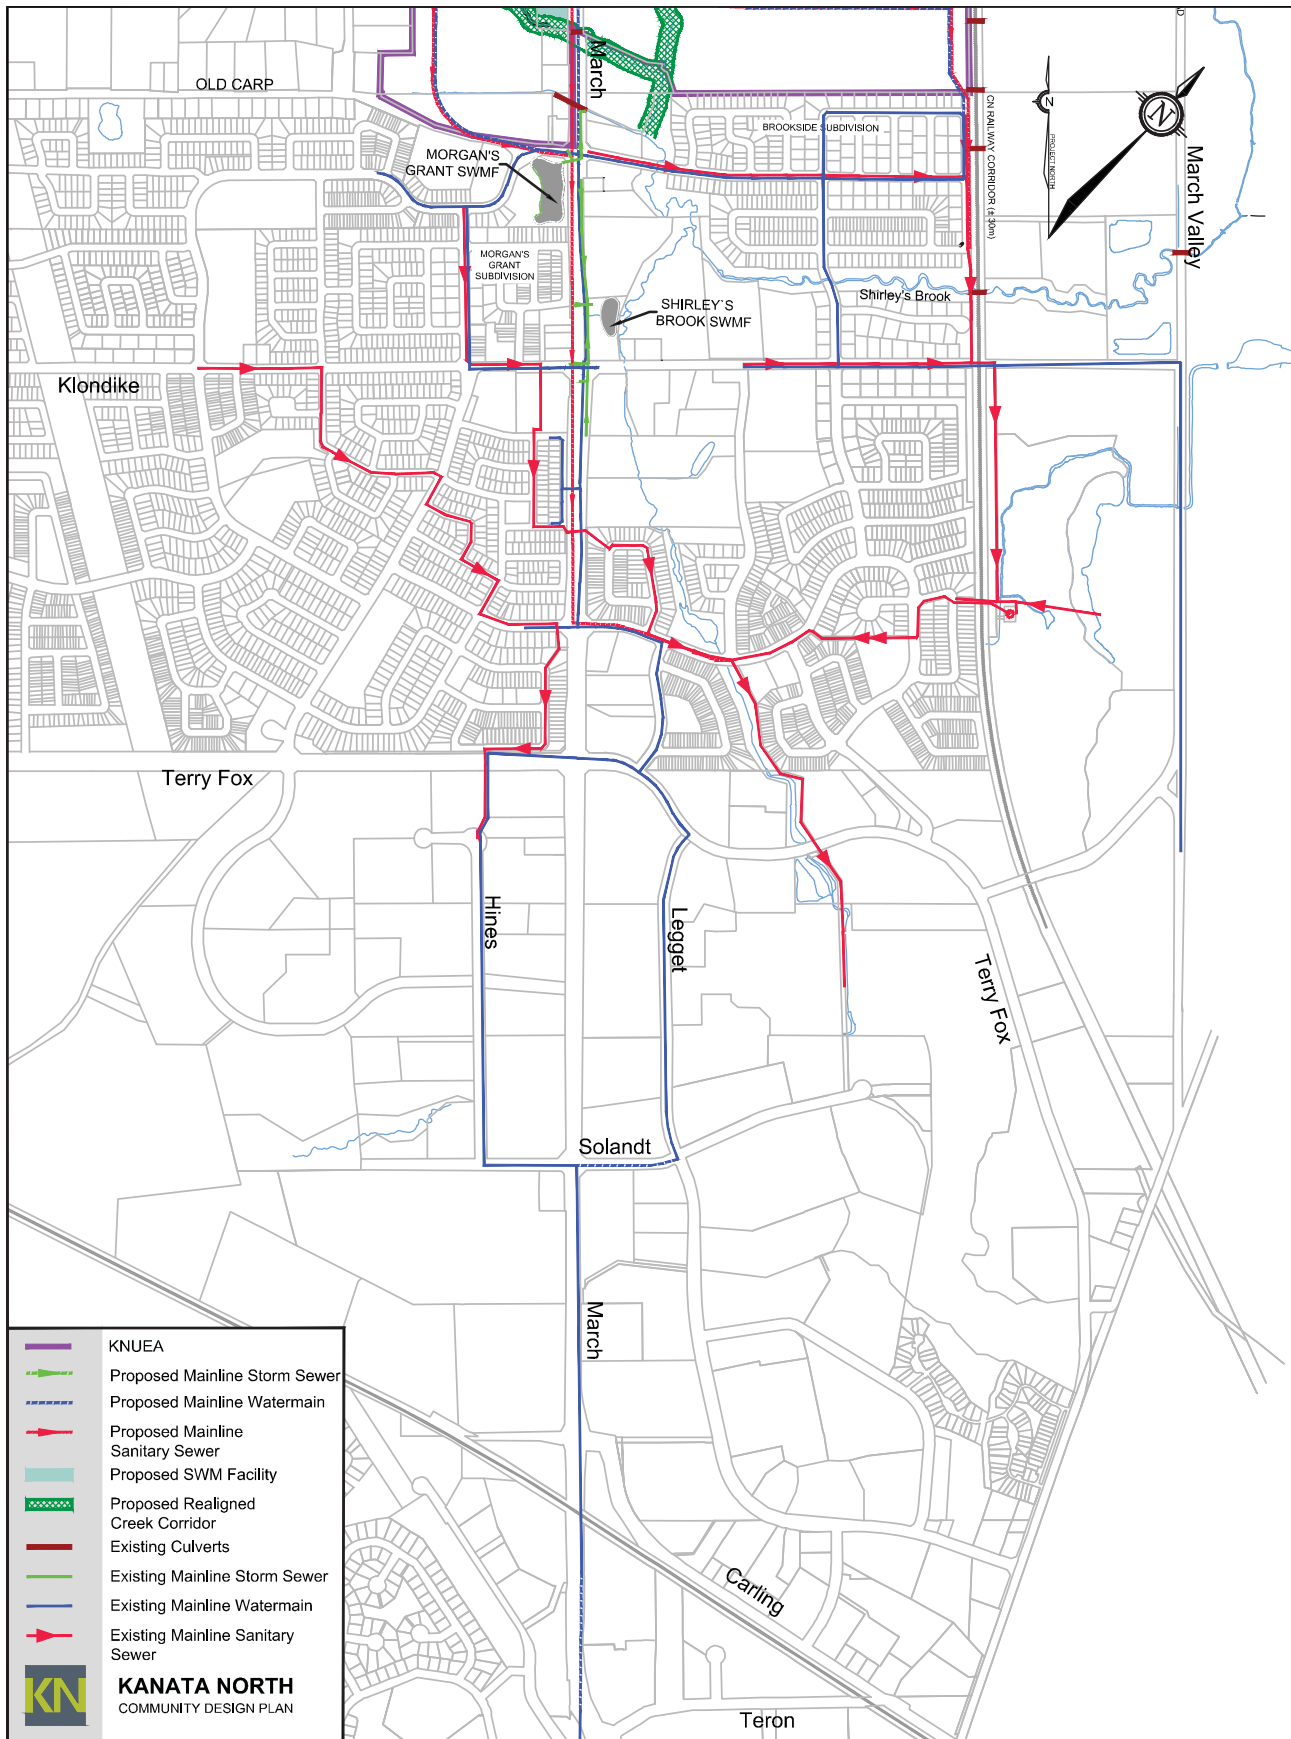 OLD CARP
March
BROOKSIDE SUBDIVISION
CN RAILWAY CORRIDOR (± 30m)
N
PROJECT NORTH
N
March Valley
MORGAN'S
GRANT SWMF
MORGAN'S
GRANT
SUBDIVISION
SHIRLEY`S
BROOK SWMF
Shirley's Brook
Klondike
Terry Fox
Hines
Legget
Terry Fox
Solandt
March
Carling
Teron
KNUEA
Proposed Mainline Storm Sewer
Proposed Mainline Watermain
Proposed Mainline
Sanitary Sewer
Proposed SWM Facility
Proposed Realigned
Creek Corridor
Existing Culverts
Existing Mainline Storm Sewer
Existing Mainline Watermain
Existing Mainline Sanitary
Sewer
KN
KANATA NORTH
COMMUNITY DESIGN PLAN